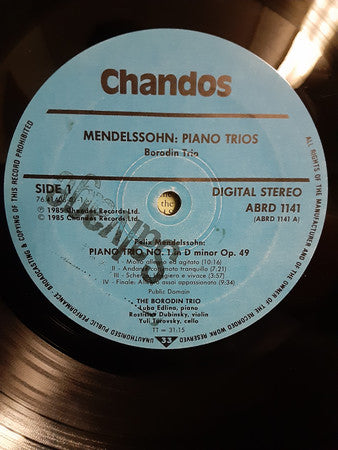 Chandos
MENDELSSOHN: PIANO TRIOS
Borodin Trio
SIDE 1
DIGITAL STEREO
ABRD 1141
(ABRD 1141 A)
℗ 1985 Chandos Records Ltd.
© 1985 Chandos Records Ltd.
the
Felix Mendelssohn:
PIANO TRIO NO. 1 in D minor Op. 49
I - Molto allegro ed agitato (10:16)
II - Andante con moto tranquillo (7:21)
III - Scherzo: leggiero e vivace (3:57)
IV - Finale: Allegro assai appassionato (9:34)
Public Domain
THE BORODIN TRIO
Luba Edlina, piano
Rostislav Dubinsky, violin
Yuli Turovsky, cello
TT = 31:15
33
ALL RIGHTS OF THE MANUFACTURER AND OF THE OWNER OF THE RECORDED WORK RESERVED
UNAUTHORISED PUBLIC PERFORMANCE, BROADCASTING & COPYING OF THIS RECORD PROHIBITED